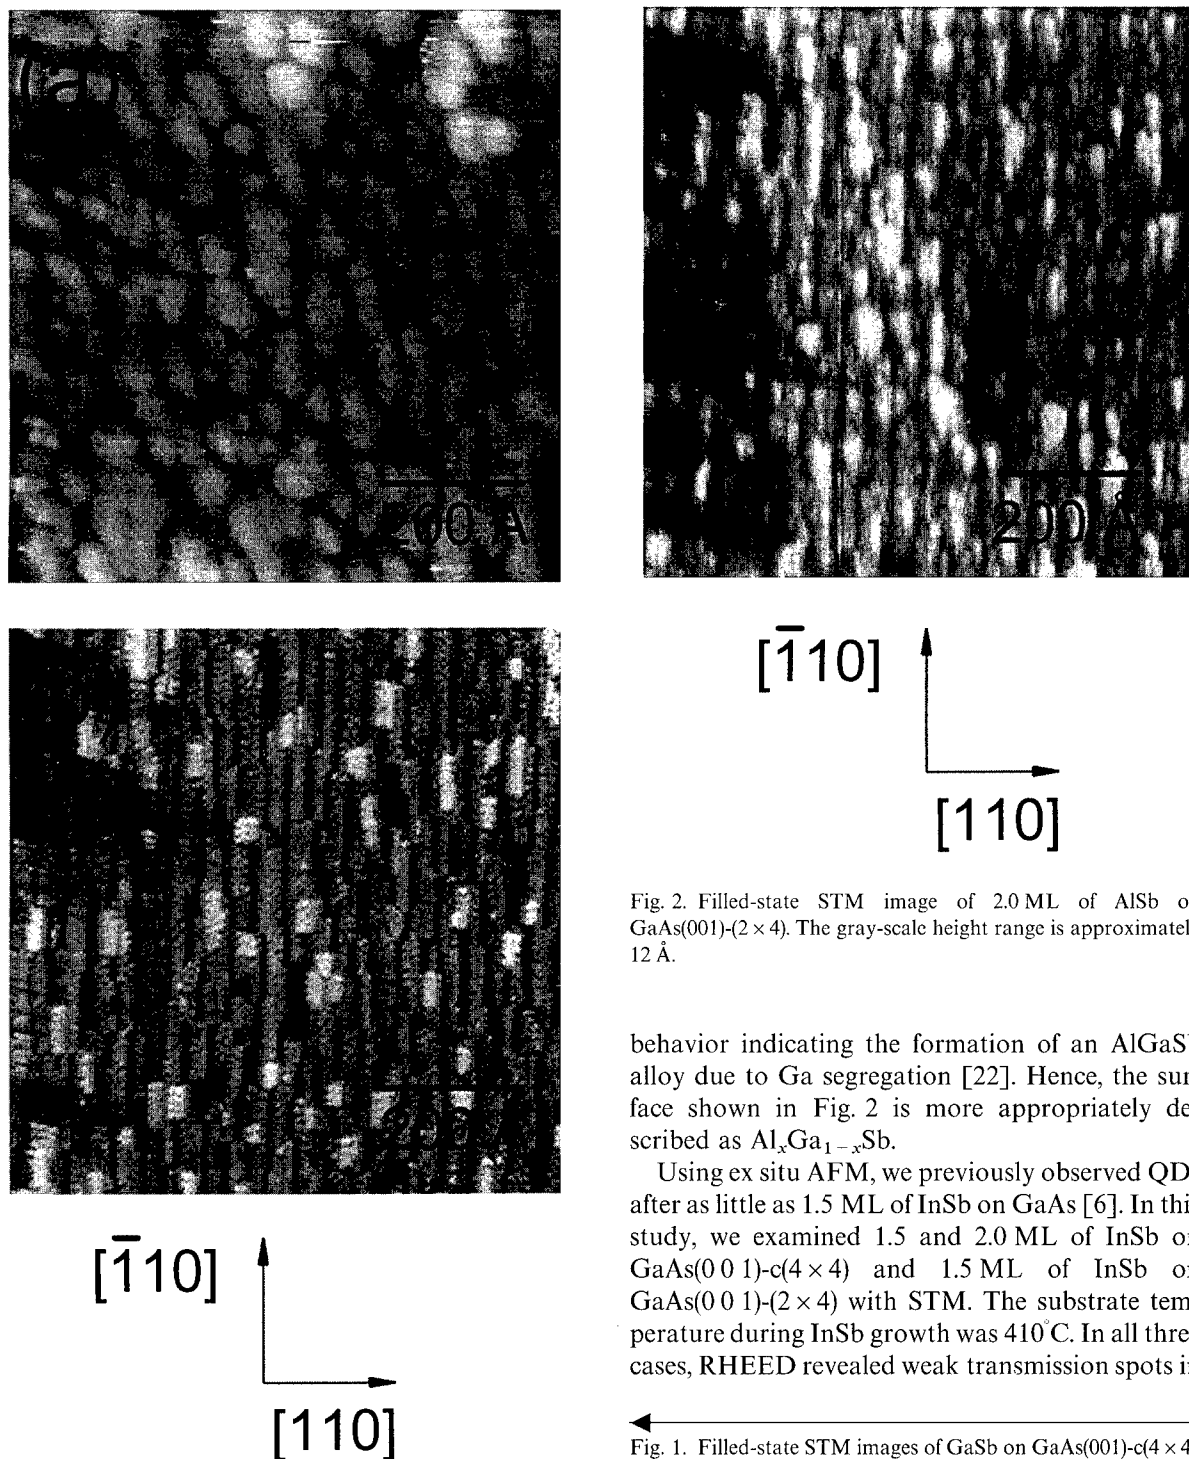 (a)
200 Å
200 Å
[1̅10]
[110]
200 Å
[1̅10]
[110]
Fig. 2. Filled-state STM image of 2.0 ML of AlSb o
GaAs(001)-(2 × 4). The gray-scale height range is approximatel
12 Å.
behavior indicating the formation of an AlGaS
alloy due to Ga segregation [22]. Hence, the sur
face shown in Fig. 2 is more appropriately de
scribed as AlₓGa₁₋ₓSb.
Using ex situ AFM, we previously observed QD
after as little as 1.5 ML of InSb on GaAs [6]. In thi
study, we examined 1.5 and 2.0 ML of InSb o
GaAs(0 0 1)-c(4 × 4) and 1.5 ML of InSb o
GaAs(0 0 1)-(2 × 4) with STM. The substrate tem
perature during InSb growth was 410°C. In all thre
cases, RHEED revealed weak transmission spots i
Fig. 1. Filled-state STM images of GaSb on GaAs(001)-c(4 × 4